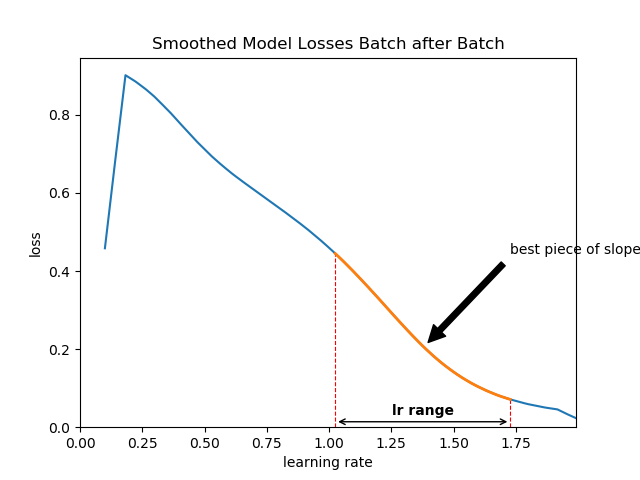 Smoothed Model Losses Batch after Batch
0.8
0.6
0.4
0.2
0.0
loss
best piece of slope
lr range
0.00 0.25 0.50 0.75 1.00 1.25 1.50 1.75
learning rate